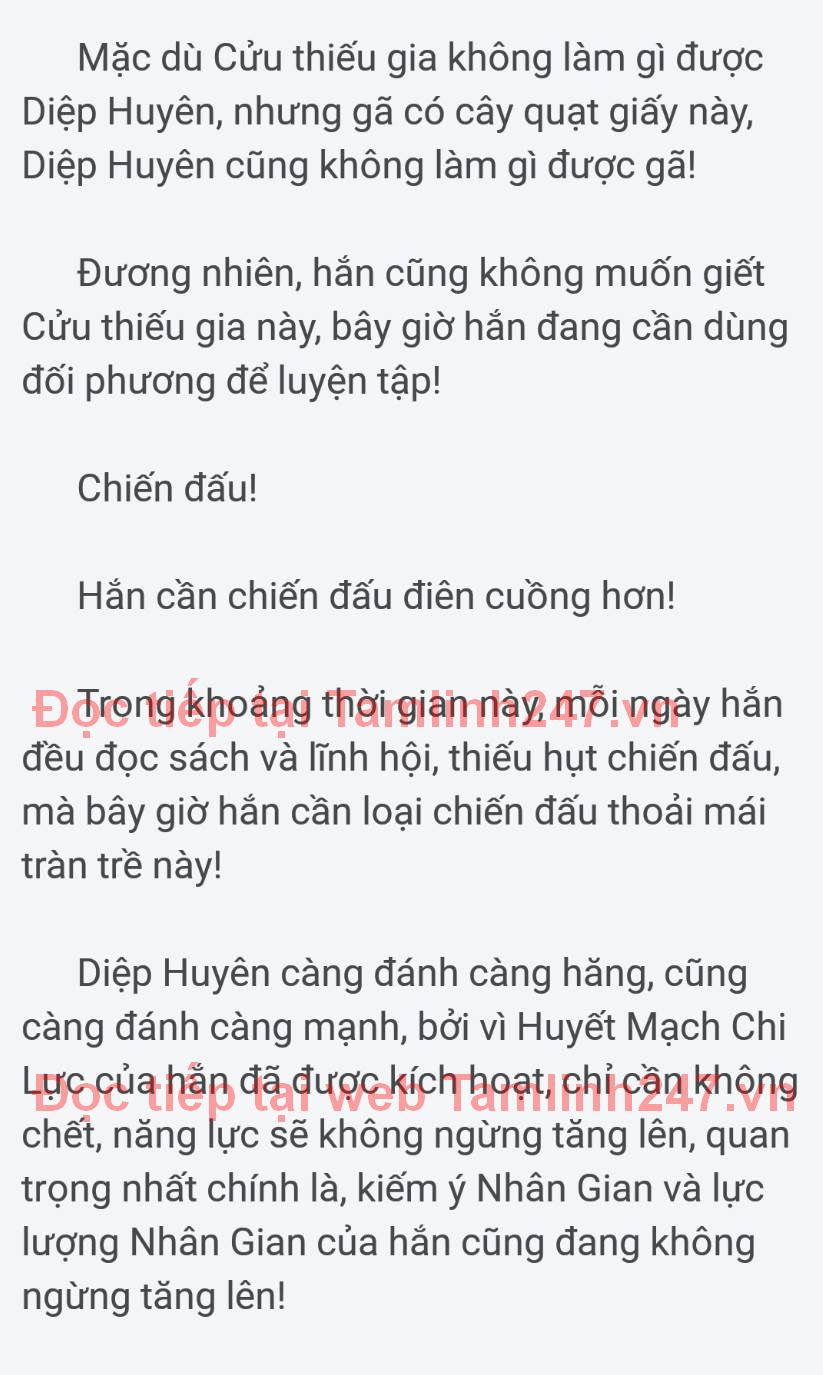 Mặc dù Cửu thiếu gia không làm gì được
Diệp Huyên, nhưng gã có cây quạt giấy này,
Diệp Huyên cũng không làm gì được gã!
Đương nhiên, hắn cũng không muốn giết
Cửu thiếu gia này, bây giờ hắn đang cần dùng
đối phương để luyện tập!
Chiến đấu!
Hắn cần chiến đấu điên cuồng hơn!
Trong khoảng thời gian này, mỗi ngày hắn
Đọc tiếp tại Tamlinh247.vn
đều đọc sách và lĩnh hội, thiếu hụt chiến đấu,
mà bây giờ hắn cần loại chiến đấu thoải mái
tràn trề này!
Diệp Huyên càng đánh càng hăng, cũng
càng đánh càng mạnh, bởi vì Huyết Mạch Chi
Lực của hắn đã được kích hoạt, chỉ cần không
Đọc tiếp tại web Tamlinh247.vn
chết, năng lực sẽ không ngừng tăng lên, quan
trọng nhất chính là, kiếm ý Nhân Gian và lực
lượng Nhân Gian của hắn cũng đang không
ngừng tăng lên!